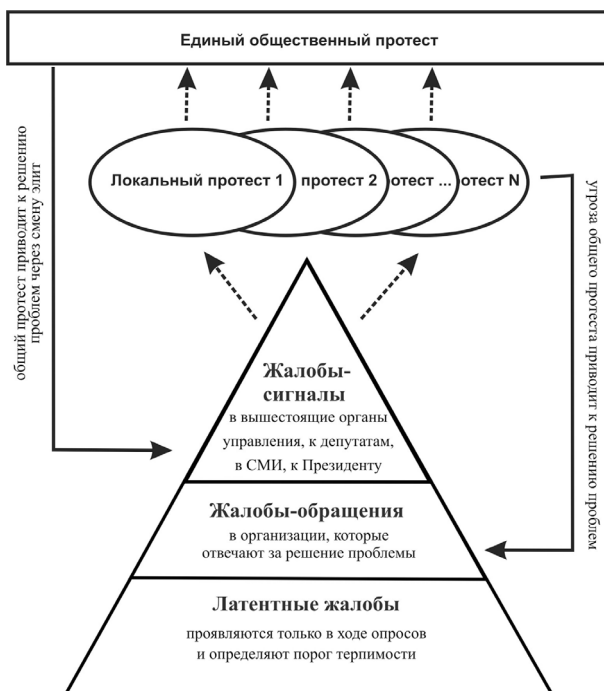 Единый общественный протест
Локальный протест 1
протест 2
отест ...
отест N
общий протест приводит к решению
проблем через смену элит
угроза общего протеста приводит к решению проблем
Жалобы-
сигналы
в вышестоящие органы
управления, к депутатам,
в СМИ, к Президенту
Жалобы-обращения
в организации, которые
отвечают за решение проблемы
Латентные жалобы
проявляются только в ходе опросов
и определяют порог терпимости